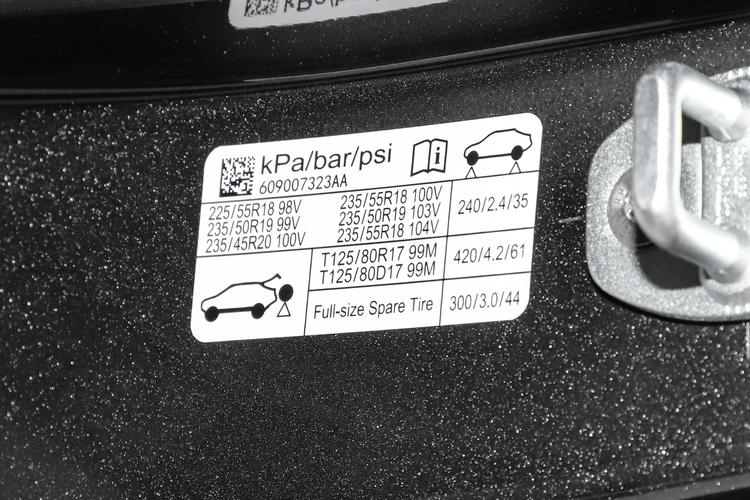 kPa/bar/psi
609007323AA
225/55R18 98V 235/55R18 100V
235/50R19 99V 235/50R19 103V
235/45R20 100V 235/55R18 104V
240/2.4/35
T125/80R17 99M
T125/80D17 99M
420/4.2/61
Full-size Spare Tire
300/3.0/44